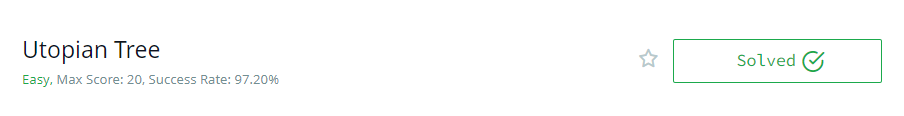 Utopian Tree
Solved
Easy, Max Score: 20, Success Rate: 97.20%